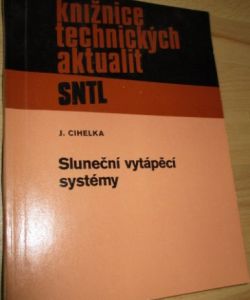 knižnice
technických
aktualit
SNTL
J. CIHELKA
Sluneční vytápěcí
systémy